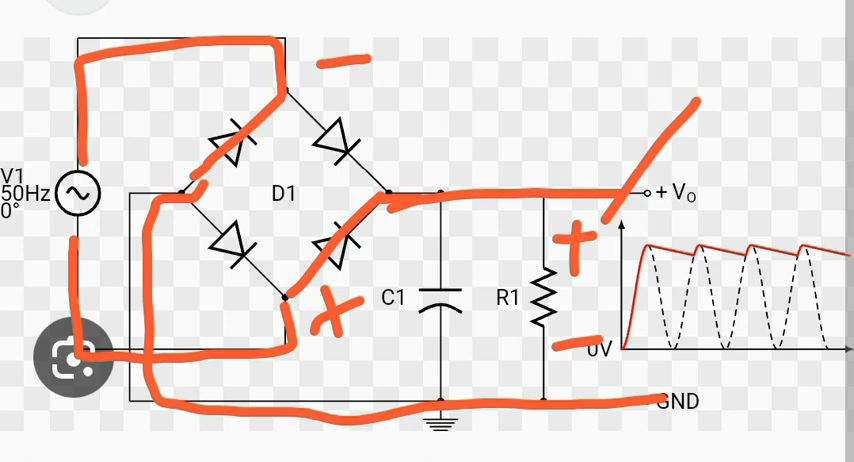 V1
50Hz
0°
D1
+ Vo
C1
R1
0V
GND
−
+
+
−